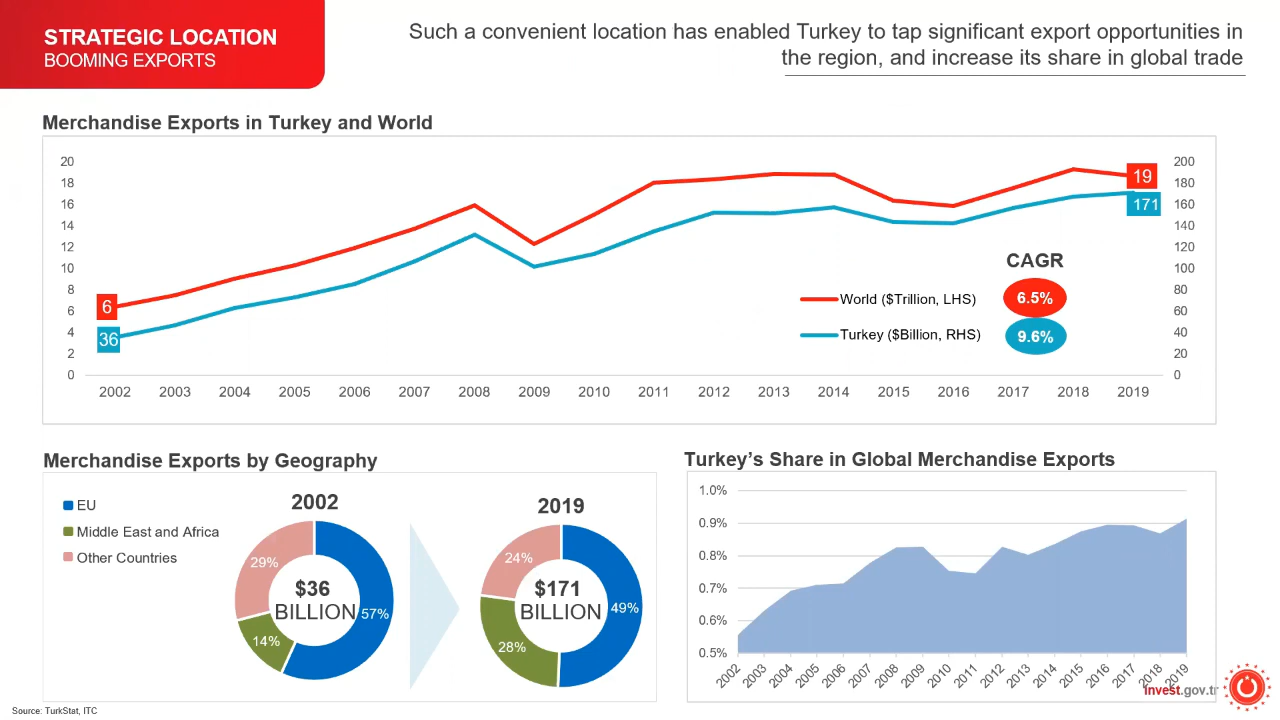 STRATEGIC LOCATION
BOOMING EXPORTS
Such a convenient location has enabled Turkey to tap significant export opportunities in
the region, and increase its share in global trade
Merchandise Exports in Turkey and World
20
18
16
14
12
10
8
6
4
2
0
200
180
160
140
120
100
80
60
40
20
0
6
36
19
171
CAGR
World ($Trillion, LHS)
6.5%
Turkey ($Billion, RHS)
9.6%
2002 2003 2004 2005 2006 2007 2008 2009 2010 2011 2012 2013 2014 2015 2016 2017 2018 2019
Merchandise Exports by Geography
EU
Middle East and Africa
Other Countries
2002
29%
57%
14%
$36
BILLION
2019
24%
49%
28%
$171
BILLION
Turkey’s Share in Global Merchandise Exports
1.0%
0.9%
0.8%
0.7%
0.6%
0.5%
2002 2003 2004 2005 2006 2007 2008 2009 2010 2011 2012 2013 2014 2015 2016 2017 2018 2019
invest.gov.tr
Source: TurkStat, ITC